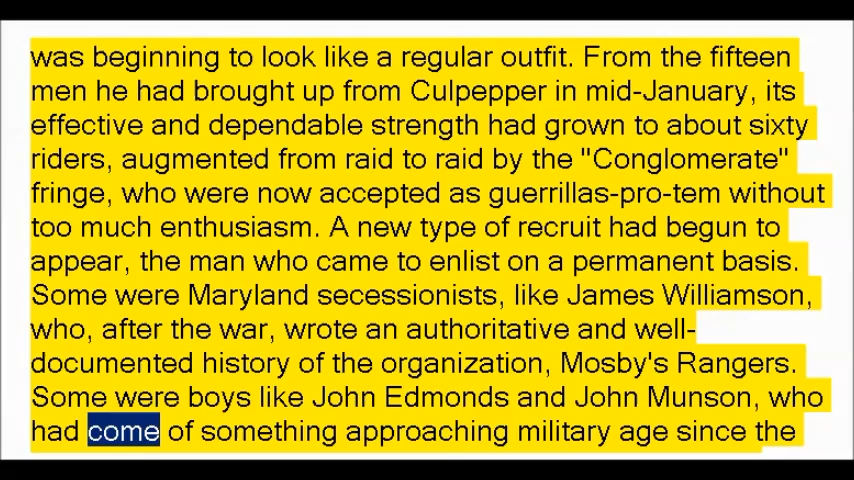 was beginning to look like a regular outfit. From the fifteen
men he had brought up from Culpepper in mid-January, its
effective and dependable strength had grown to about sixty
riders, augmented from raid to raid by the "Conglomerate"
fringe, who were now accepted as guerrillas-pro-tem without
too much enthusiasm. A new type of recruit had begun to
appear, the man who came to enlist on a permanent basis.
Some were Maryland secessionists, like James Williamson,
who, after the war, wrote an authoritative and well-
documented history of the organization, Mosby's Rangers.
Some were boys like John Edmonds and John Munson, who
had come of something approaching military age since the